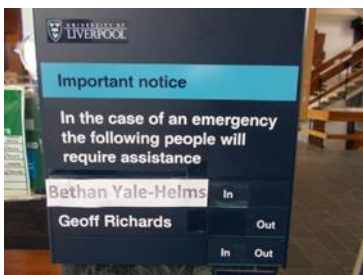 UNIVERSITY OF
LIVERPOOL
Important notice
In the case of an emergency
the following people will
require assistance
Bethan Yale-Helms In
Geoff Richards Out
In Out